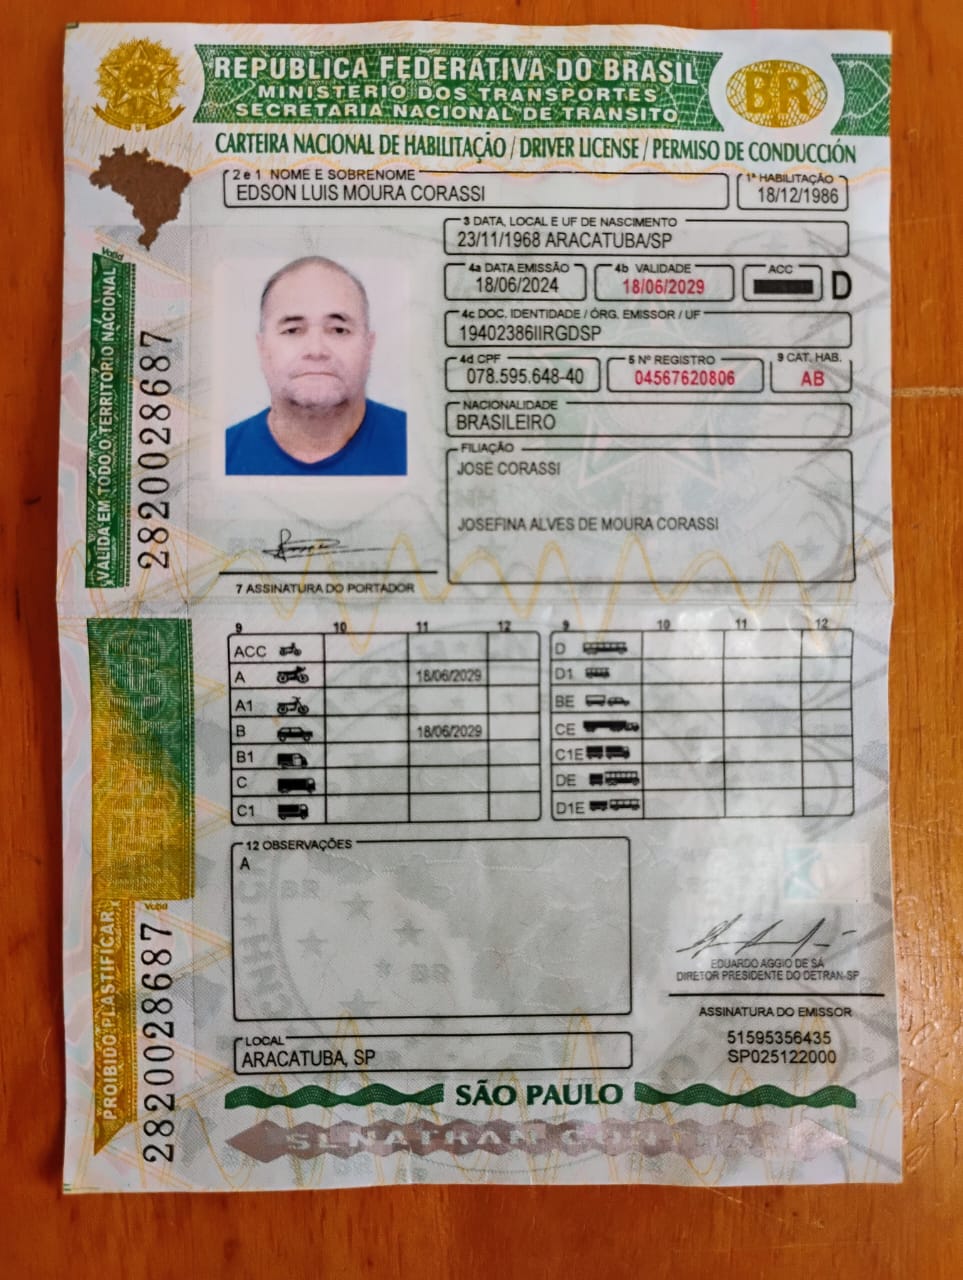 REPÚBLICA FEDERATIVA DO BRASIL
MINISTÉRIO DOS TRANSPORTES
SECRETARIA NACIONAL DE TRÂNSITO
BR
CARTEIRA NACIONAL DE HABILITAÇÃO / DRIVER LICENSE / PERMISO DE CONDUCCIÓN
2 e 1 NOME E SOBRENOME
EDSON LUIS MOURA CORASSI
1ª HABILITAÇÃO
18/12/1986
3 DATA, LOCAL E UF DE NASCIMENTO
23/11/1968 ARACATUBA/SP
4a DATA EMISSÃO
18/06/2024
4b VALIDADE
18/06/2029
ACC
D
4c DOC. IDENTIDADE / ÓRG. EMISSOR / UF
19402386IIRGDSP
4d CPF
078.595.648-40
5 Nº REGISTRO
04567620806
9 CAT. HAB.
AB
NACIONALIDADE
BRASILEIRO
FILIAÇÃO
JOSE CORASSI
JOSEFINA ALVES DE MOURA CORASSI
7 ASSINATURA DO PORTADOR
VÁLIDA EM TODO O TERRITÓRIO NACIONAL
2820028687
9 10 11 12
ACC
A 18/06/2029
A1
B 18/06/2029
B1
C
C1
9 10 11 12
D
D1
BE
CE
C1E
DE
D1E
12 OBSERVAÇÕES
A
PROIBIDO PLASTIFICAR
2820028687
EDUARDO AGGIO DE SÁ
DIRETOR PRESIDENTE DO DETRAN-SP
ASSINATURA DO EMISSOR
51595356435
SP025122000
LOCAL
ARACATUBA, SP
SÃO PAULO